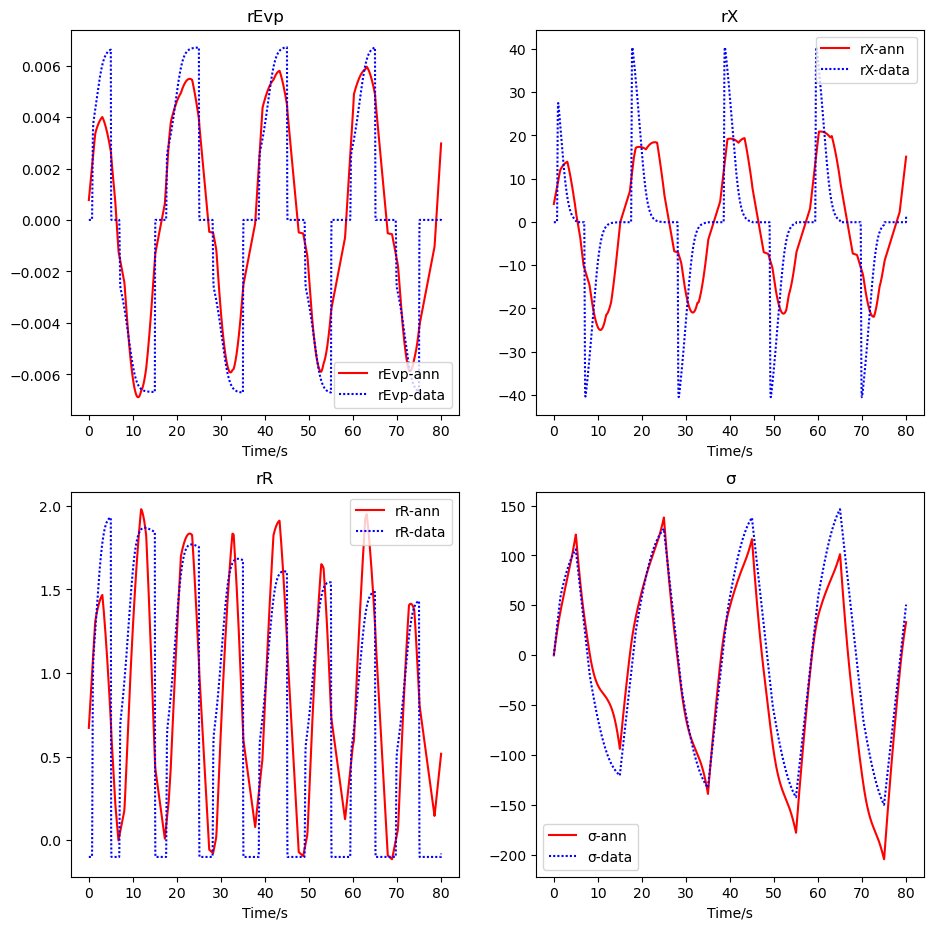 rEvp
0.006
0.004
0.002
0.000
−0.002
−0.004
−0.006
rEvp-ann
rEvp-data
0 10 20 30 40 50 60 70 80
Time/s
rX
40
30
20
10
0
−10
−20
−30
−40
rX-ann
rX-data
0 10 20 30 40 50 60 70 80
Time/s
rR
2.0
1.5
1.0
0.5
0.0
rR-ann
rR-data
0 10 20 30 40 50 60 70 80
Time/s
σ
150
100
50
0
−50
−100
−150
−200
σ-ann
σ-data
0 10 20 30 40 50 60 70 80
Time/s